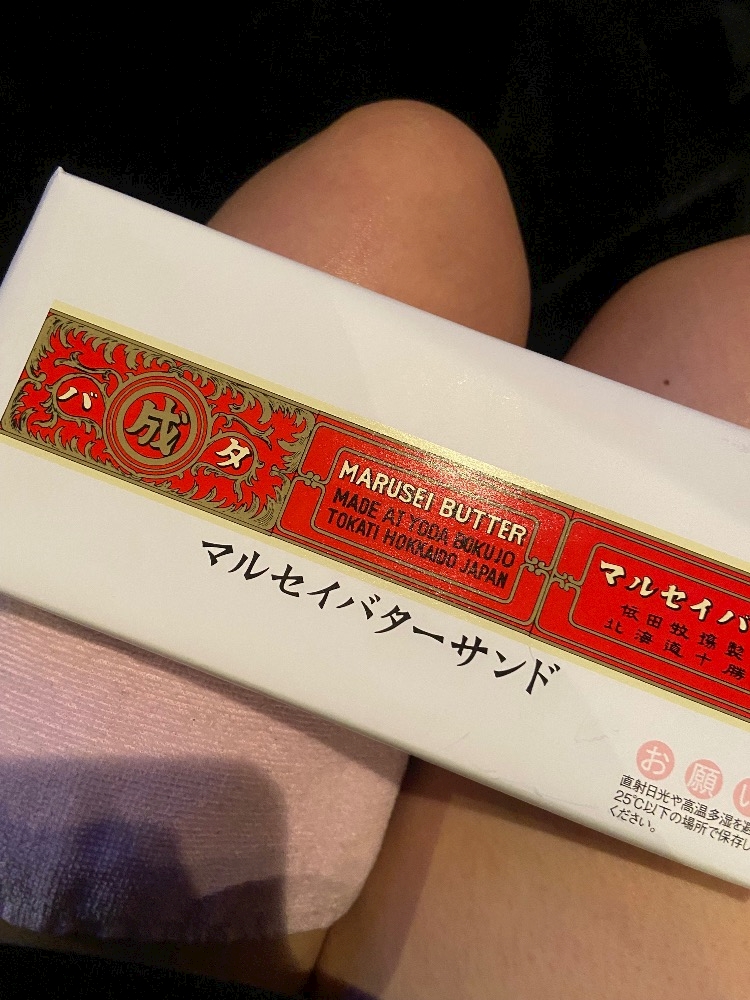 バ 成 タ
MARUSEI BUTTER
MADE AT YODA BOKUJO
TOKATI HOKKAIDO JAPAN
マルセイバ
依田牧場製
北海道十勝
マルセイバターサンド
お願い
直射日光や高温多湿を避
25℃以下の場所で保存し
ください。